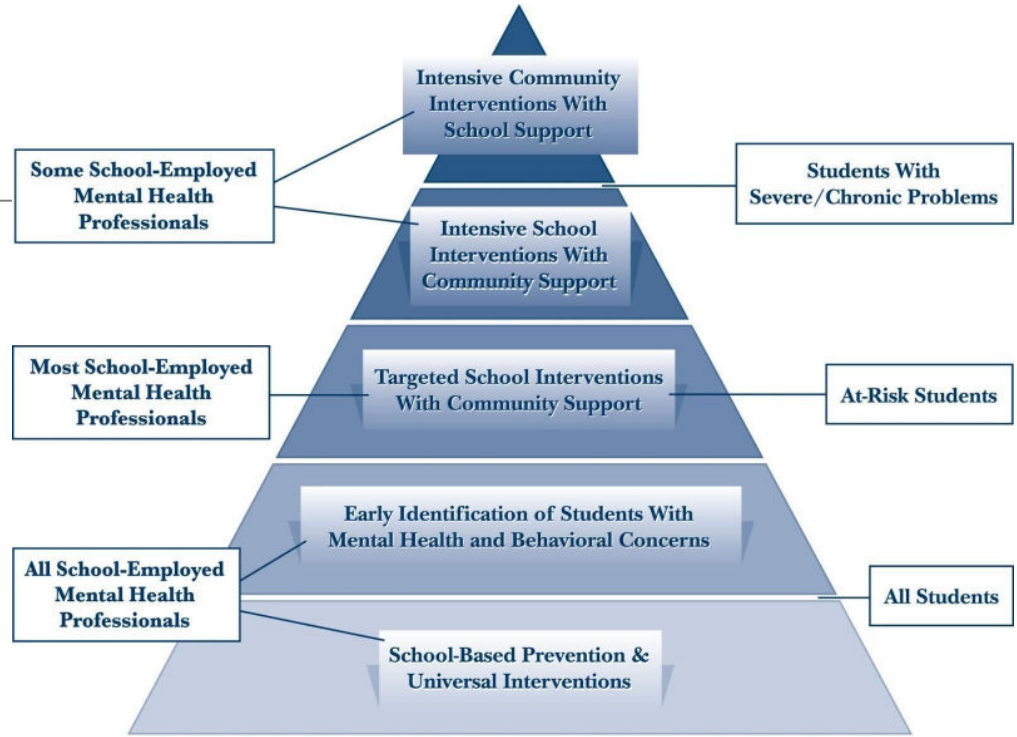 Intensive Community
Interventions With
School Support
Some School-Employed
Mental Health
Professionals
Students With
Severe/Chronic Problems
Intensive School
Interventions With
Community Support
Most School-Employed
Mental Health
Professionals
Targeted School Interventions
With Community Support
At-Risk Students
Early Identification of Students With
Mental Health and Behavioral Concerns
All School-Employed
Mental Health
Professionals
All Students
School-Based Prevention &
Universal Interventions